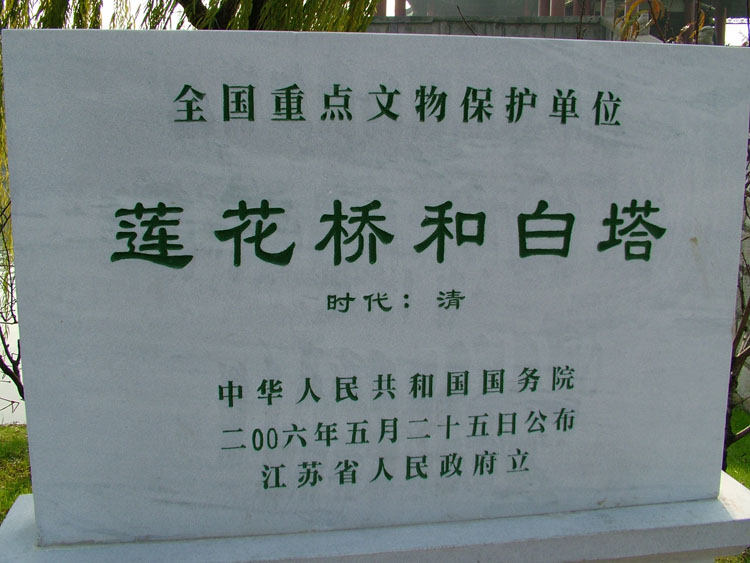 全国重点文物保护单位
莲花桥和白塔
时代：清
中华人民共和国国务院
二00六年五月二十五日公布
江苏省人民政府立